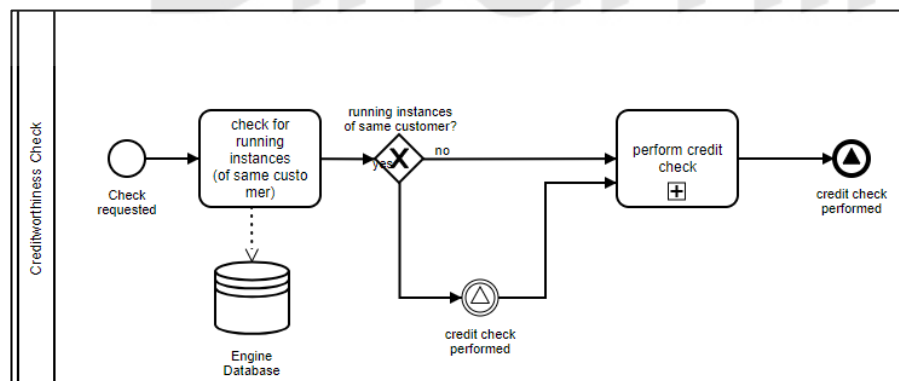 Creditworthiness Check
Check
requested
check for
running
instances
(of same custo
mer)
Engine
Database
running instances
of same customer?
yes
no
credit check
performed
perform credit
check
credit check
performed